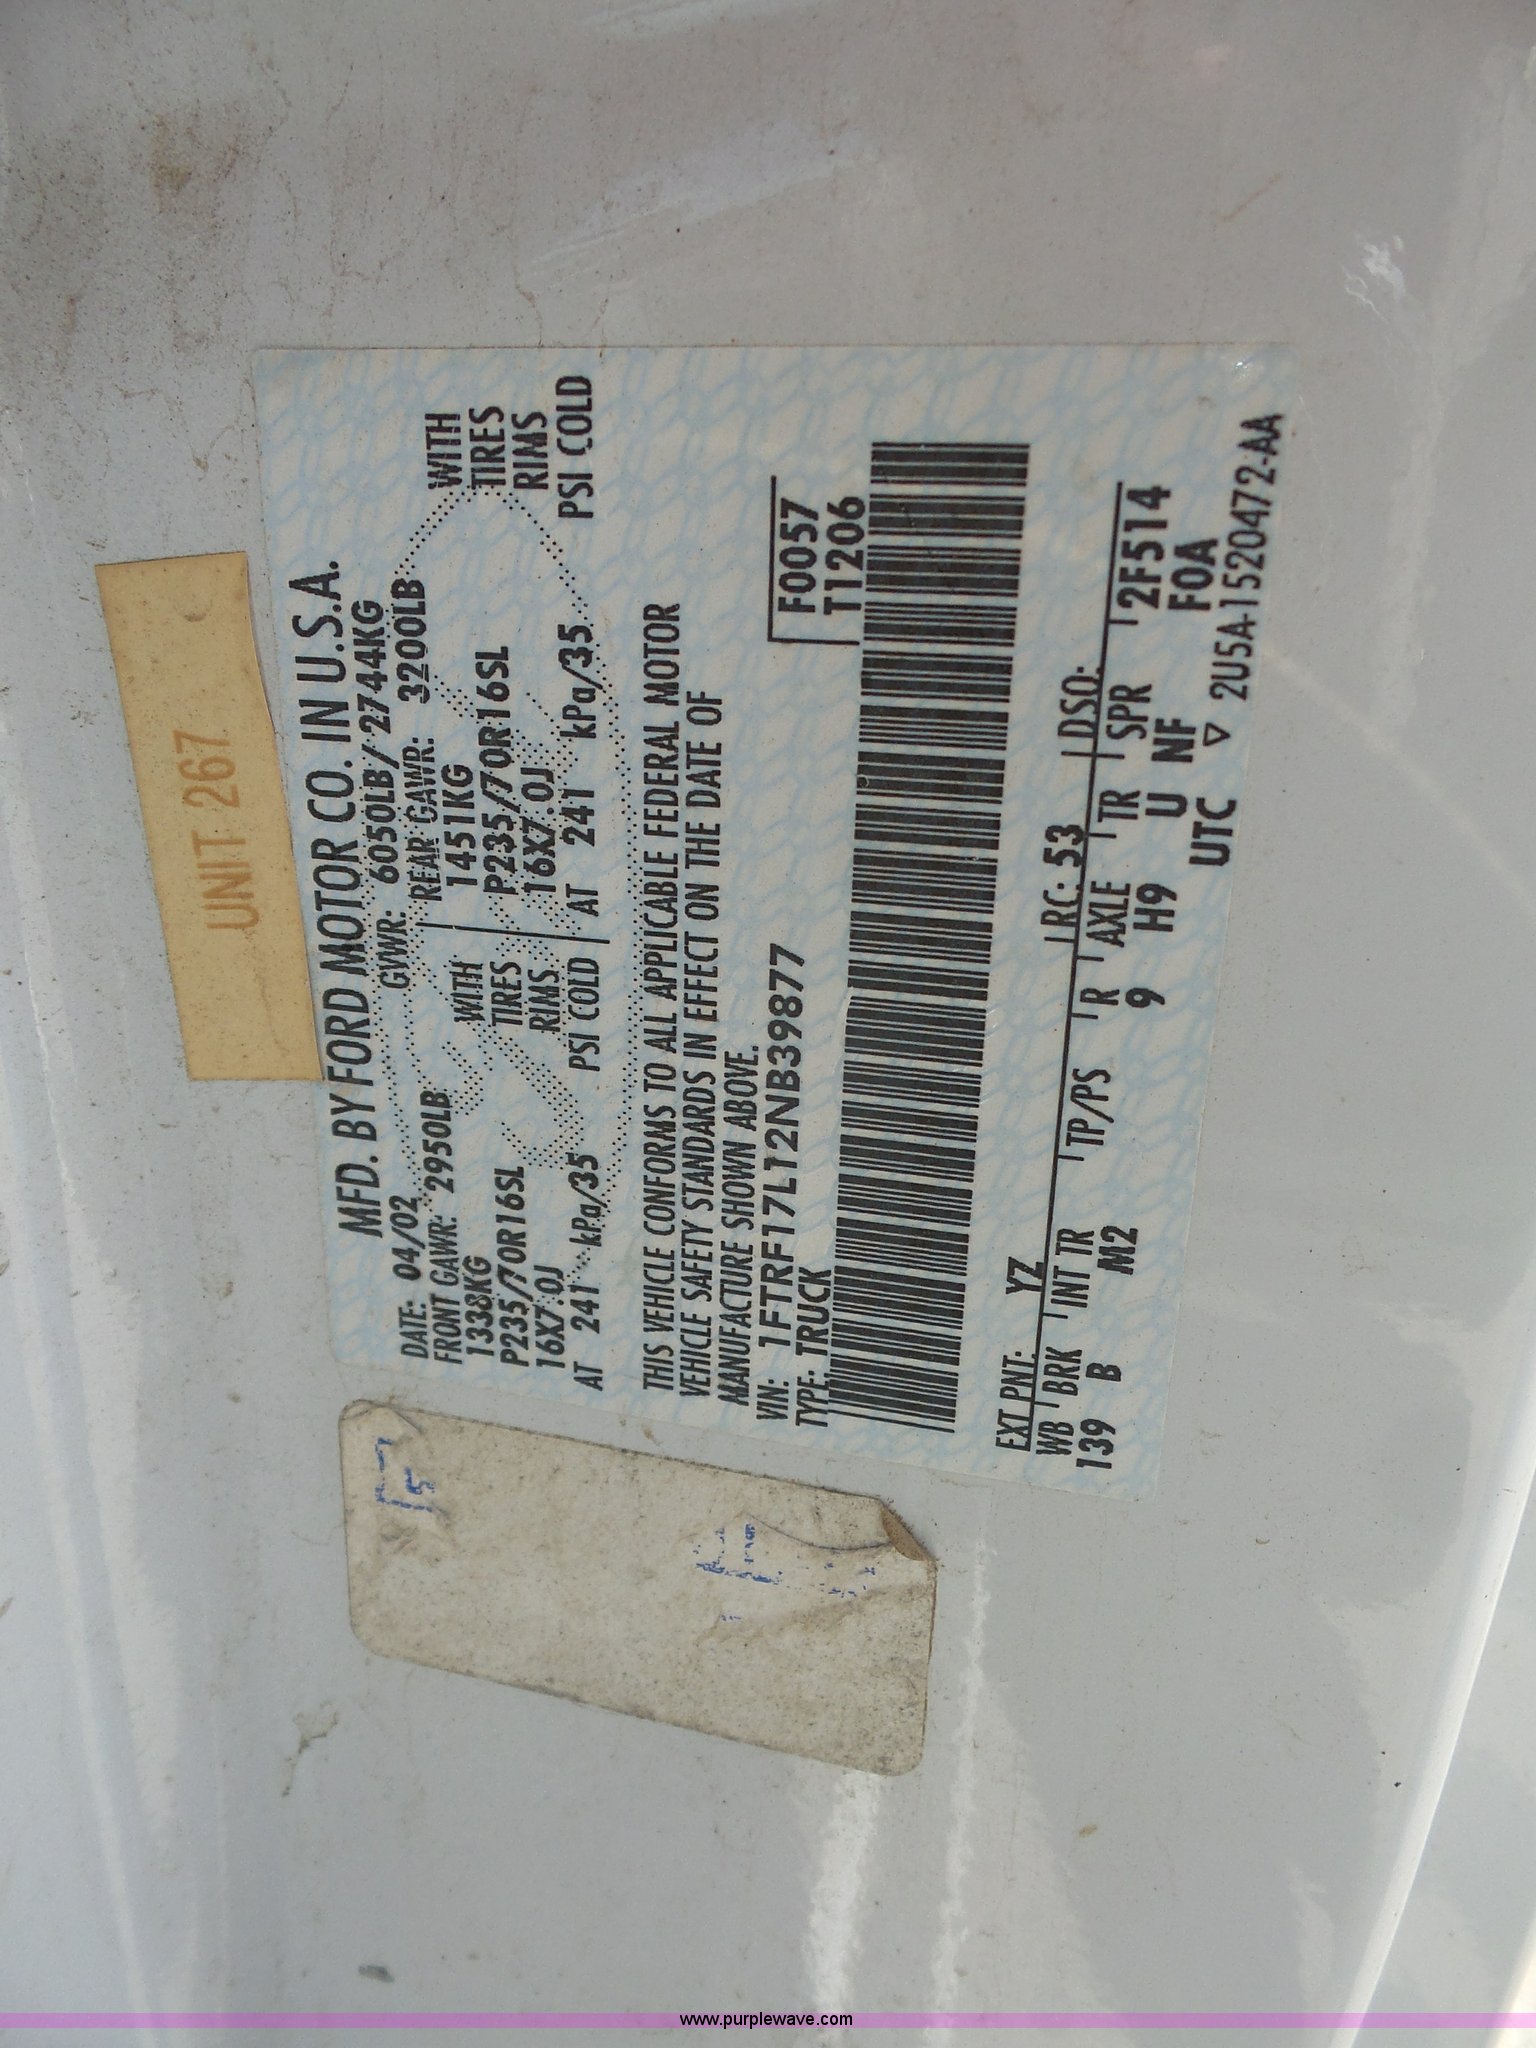 UNIT 267
MFD. BY FORD MOTOR CO. IN U.S.A.
DATE: 04/02 GVWR: 6050LB/ 2744KG
FRONT GAWR: 2950LB REAR GAWR: 3200LB
1338KG WITH 1451KG WITH
P235/70R16SL TIRES P235/70R16SL TIRES
16X7.0J RIMS 16X7.0J RIMS
AT 241 kPa/35 PSI COLD AT 241 kPa/35 PSI COLD
THIS VEHICLE CONFORMS TO ALL APPLICABLE FEDERAL MOTOR
VEHICLE SAFETY STANDARDS IN EFFECT ON THE DATE OF
MANUFACTURE SHOWN ABOVE.
VIN: 1FTRF17L12NB39877 F0057
TYPE: TRUCK T1206
EXT PNT: YZ RC: 53 DSO:
WB BRK INT TR TP/PS R AXLE TR SPR 2F514
139 B M2 9 H9 U NF F0A
UTC ▽ 2U5A-1520472-AA
www.purplewave.com